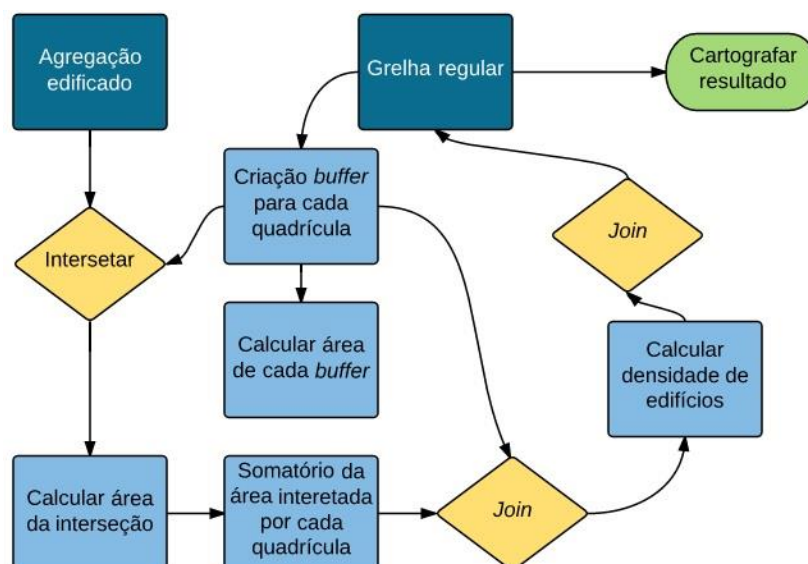 Agregação
edificado
Grelha regular
Cartografar
resultado
Criação buffer
para cada
quadrícula
Intersetar
Join
Calcular área
de cada buffer
Calcular
densidade de
edifícios
Calcular área
da interseção
Somatório da
área interetada
por cada
quadrícula
Join